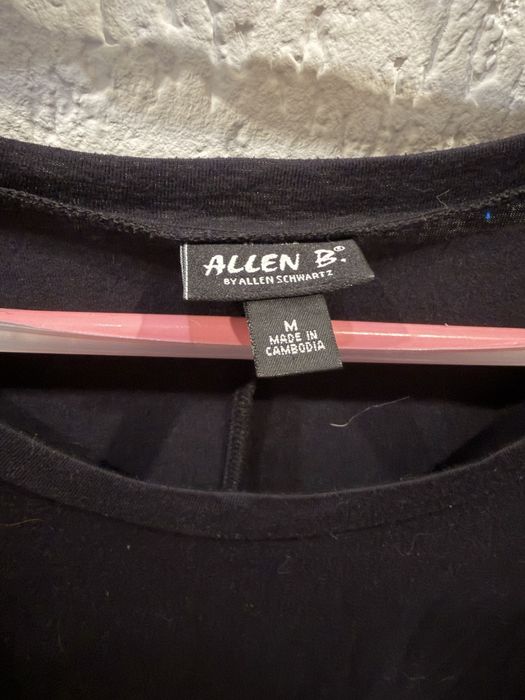 ALLEN B.®
BY ALLEN SCHWARTZ
M
MADE IN
CAMBODIA